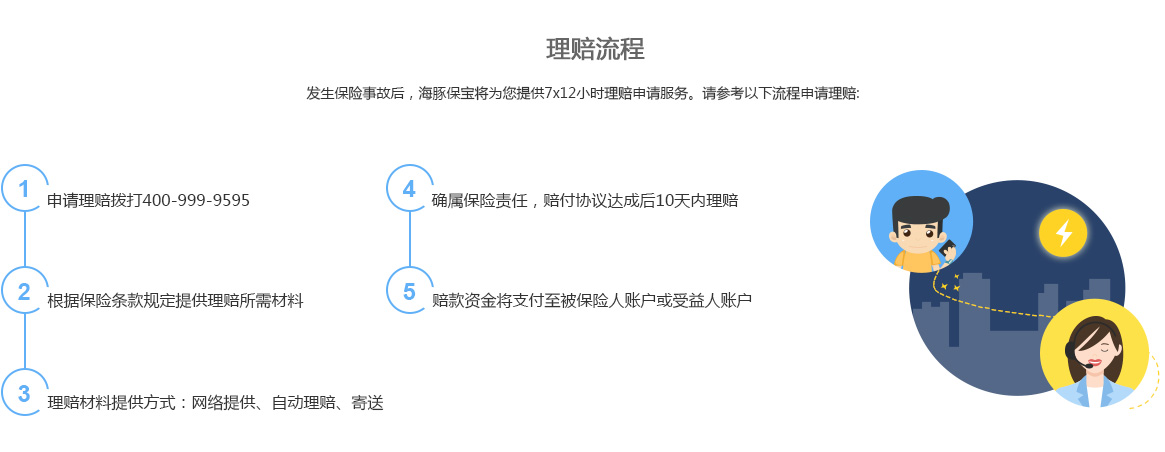 理赔流程
发生保险事故后，海豚保宝将为您提供7x12小时理赔申请服务。请参考以下流程申请理赔:
1
申请理赔拨打400-999-9595
2
根据保险条款规定提供理赔所需材料
3
理赔材料提供方式：网络提供、自动理赔、寄送
4
确属保险责任，赔付协议达成后10天内理赔
5
赔款资金将支付至被保险人账户或受益人账户